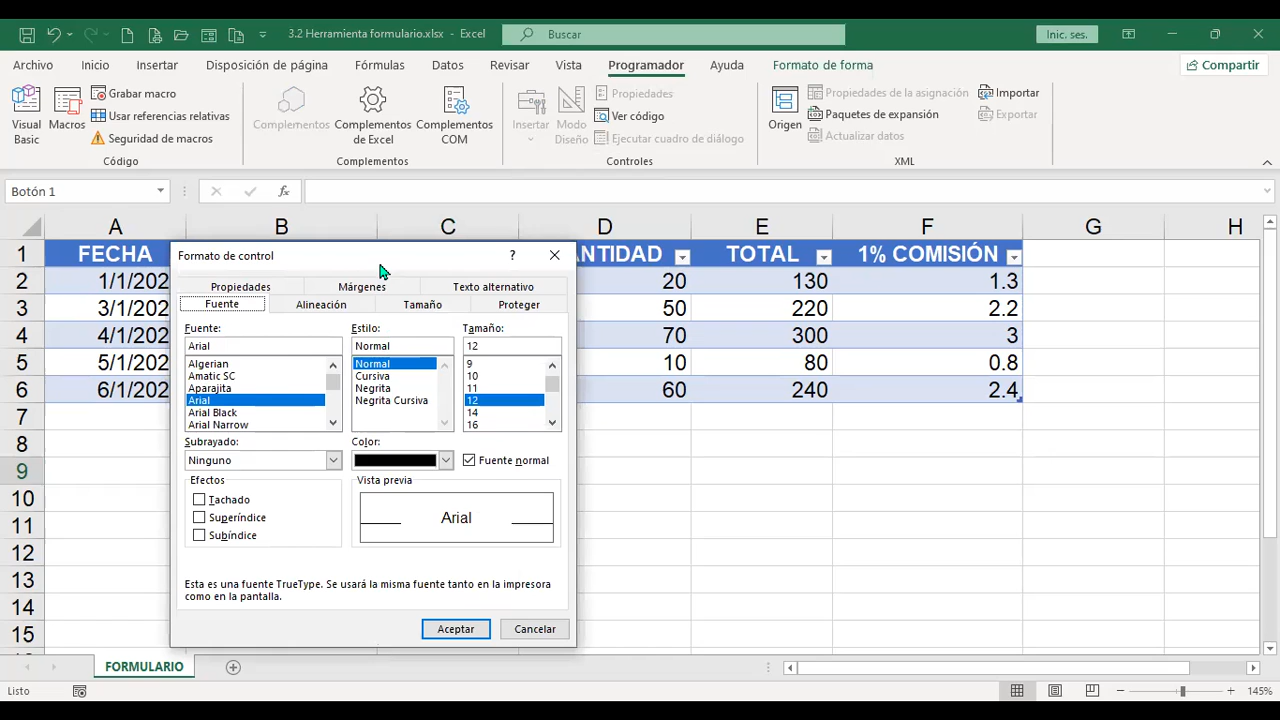 3.2 Herramienta formulario.xlsx - Excel
Buscar
Inic. ses.
Archivo Inicio Insertar Disposición de página Fórmulas Datos Revisar Vista Programador Ayuda Formato de forma Compartir
Visual Basic
Macros
Grabar macro
Usar referencias relativas
Seguridad de macros
Código
Complementos
Complementos de Excel
Complementos COM
Complementos
Insertar
Modo Diseño
Propiedades
Ver código
Ejecutar cuadro de diálogo
Controles
Origen
Propiedades de la asignación
Paquetes de expansión
Actualizar datos
Importar
Exportar
XML
Botón 1
fx
A B C D E F G H
1 FECHA ANTIDAD TOTAL 1% COMISIÓN
2 1/1/202 20 130 1.3
3 3/1/202 50 220 2.2
4 4/1/202 70 300 3
5 5/1/202 10 80 0.8
6 6/1/202 60 240 2.4
7
8
9
10
11
12
13
14
15
Formato de control
?
Propiedades Márgenes Texto alternativo
Fuente Alineación Tamaño Proteger
Fuente: Estilo: Tamaño:
Arial Normal 12
Algerian Normal 9
Amatic SC Cursiva 10
Aparajita Negrita 11
Arial Negrita Cursiva 12
Arial Black 14
Arial Narrow 16
Subrayado: Color:
Ninguno Fuente normal
Efectos Vista previa
Tachado
Superíndice
Subíndice
Arial
Esta es una fuente TrueType. Se usará la misma fuente tanto en la impresora
como en la pantalla.
Aceptar Cancelar
FORMULARIO
Listo
145%